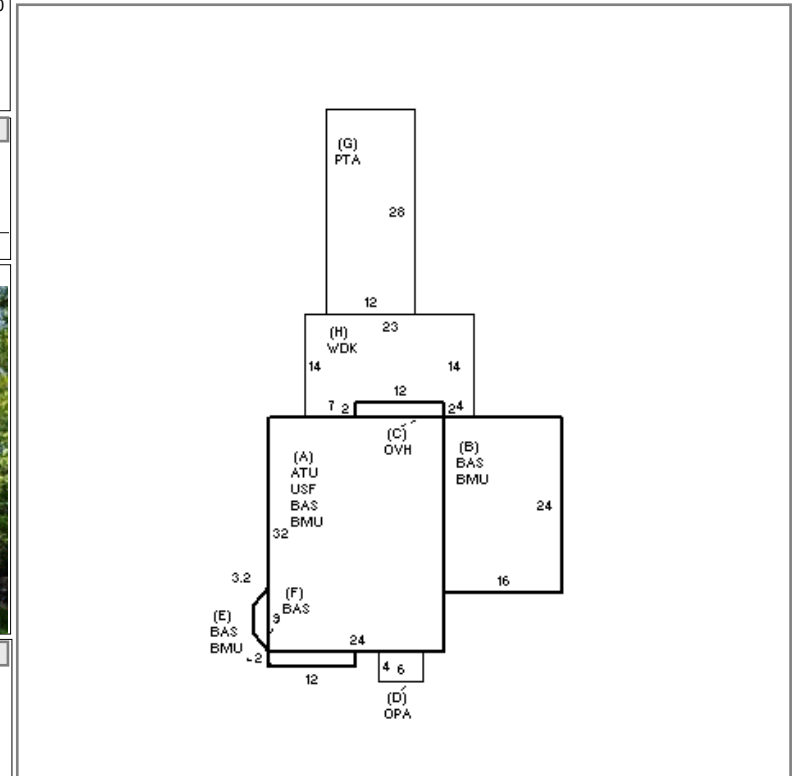 (G)
PTA
28
12
23
(H)
WDK
14
14
12
7
2
2
4
(C)
OVH
(A)
ATU
USF
BAS
BMU
(B)
BAS
BMU
24
32
16
3.2
(F)
BAS
9
(E)
BAS
BMU
24
2
12
4
6
(D)
OPA